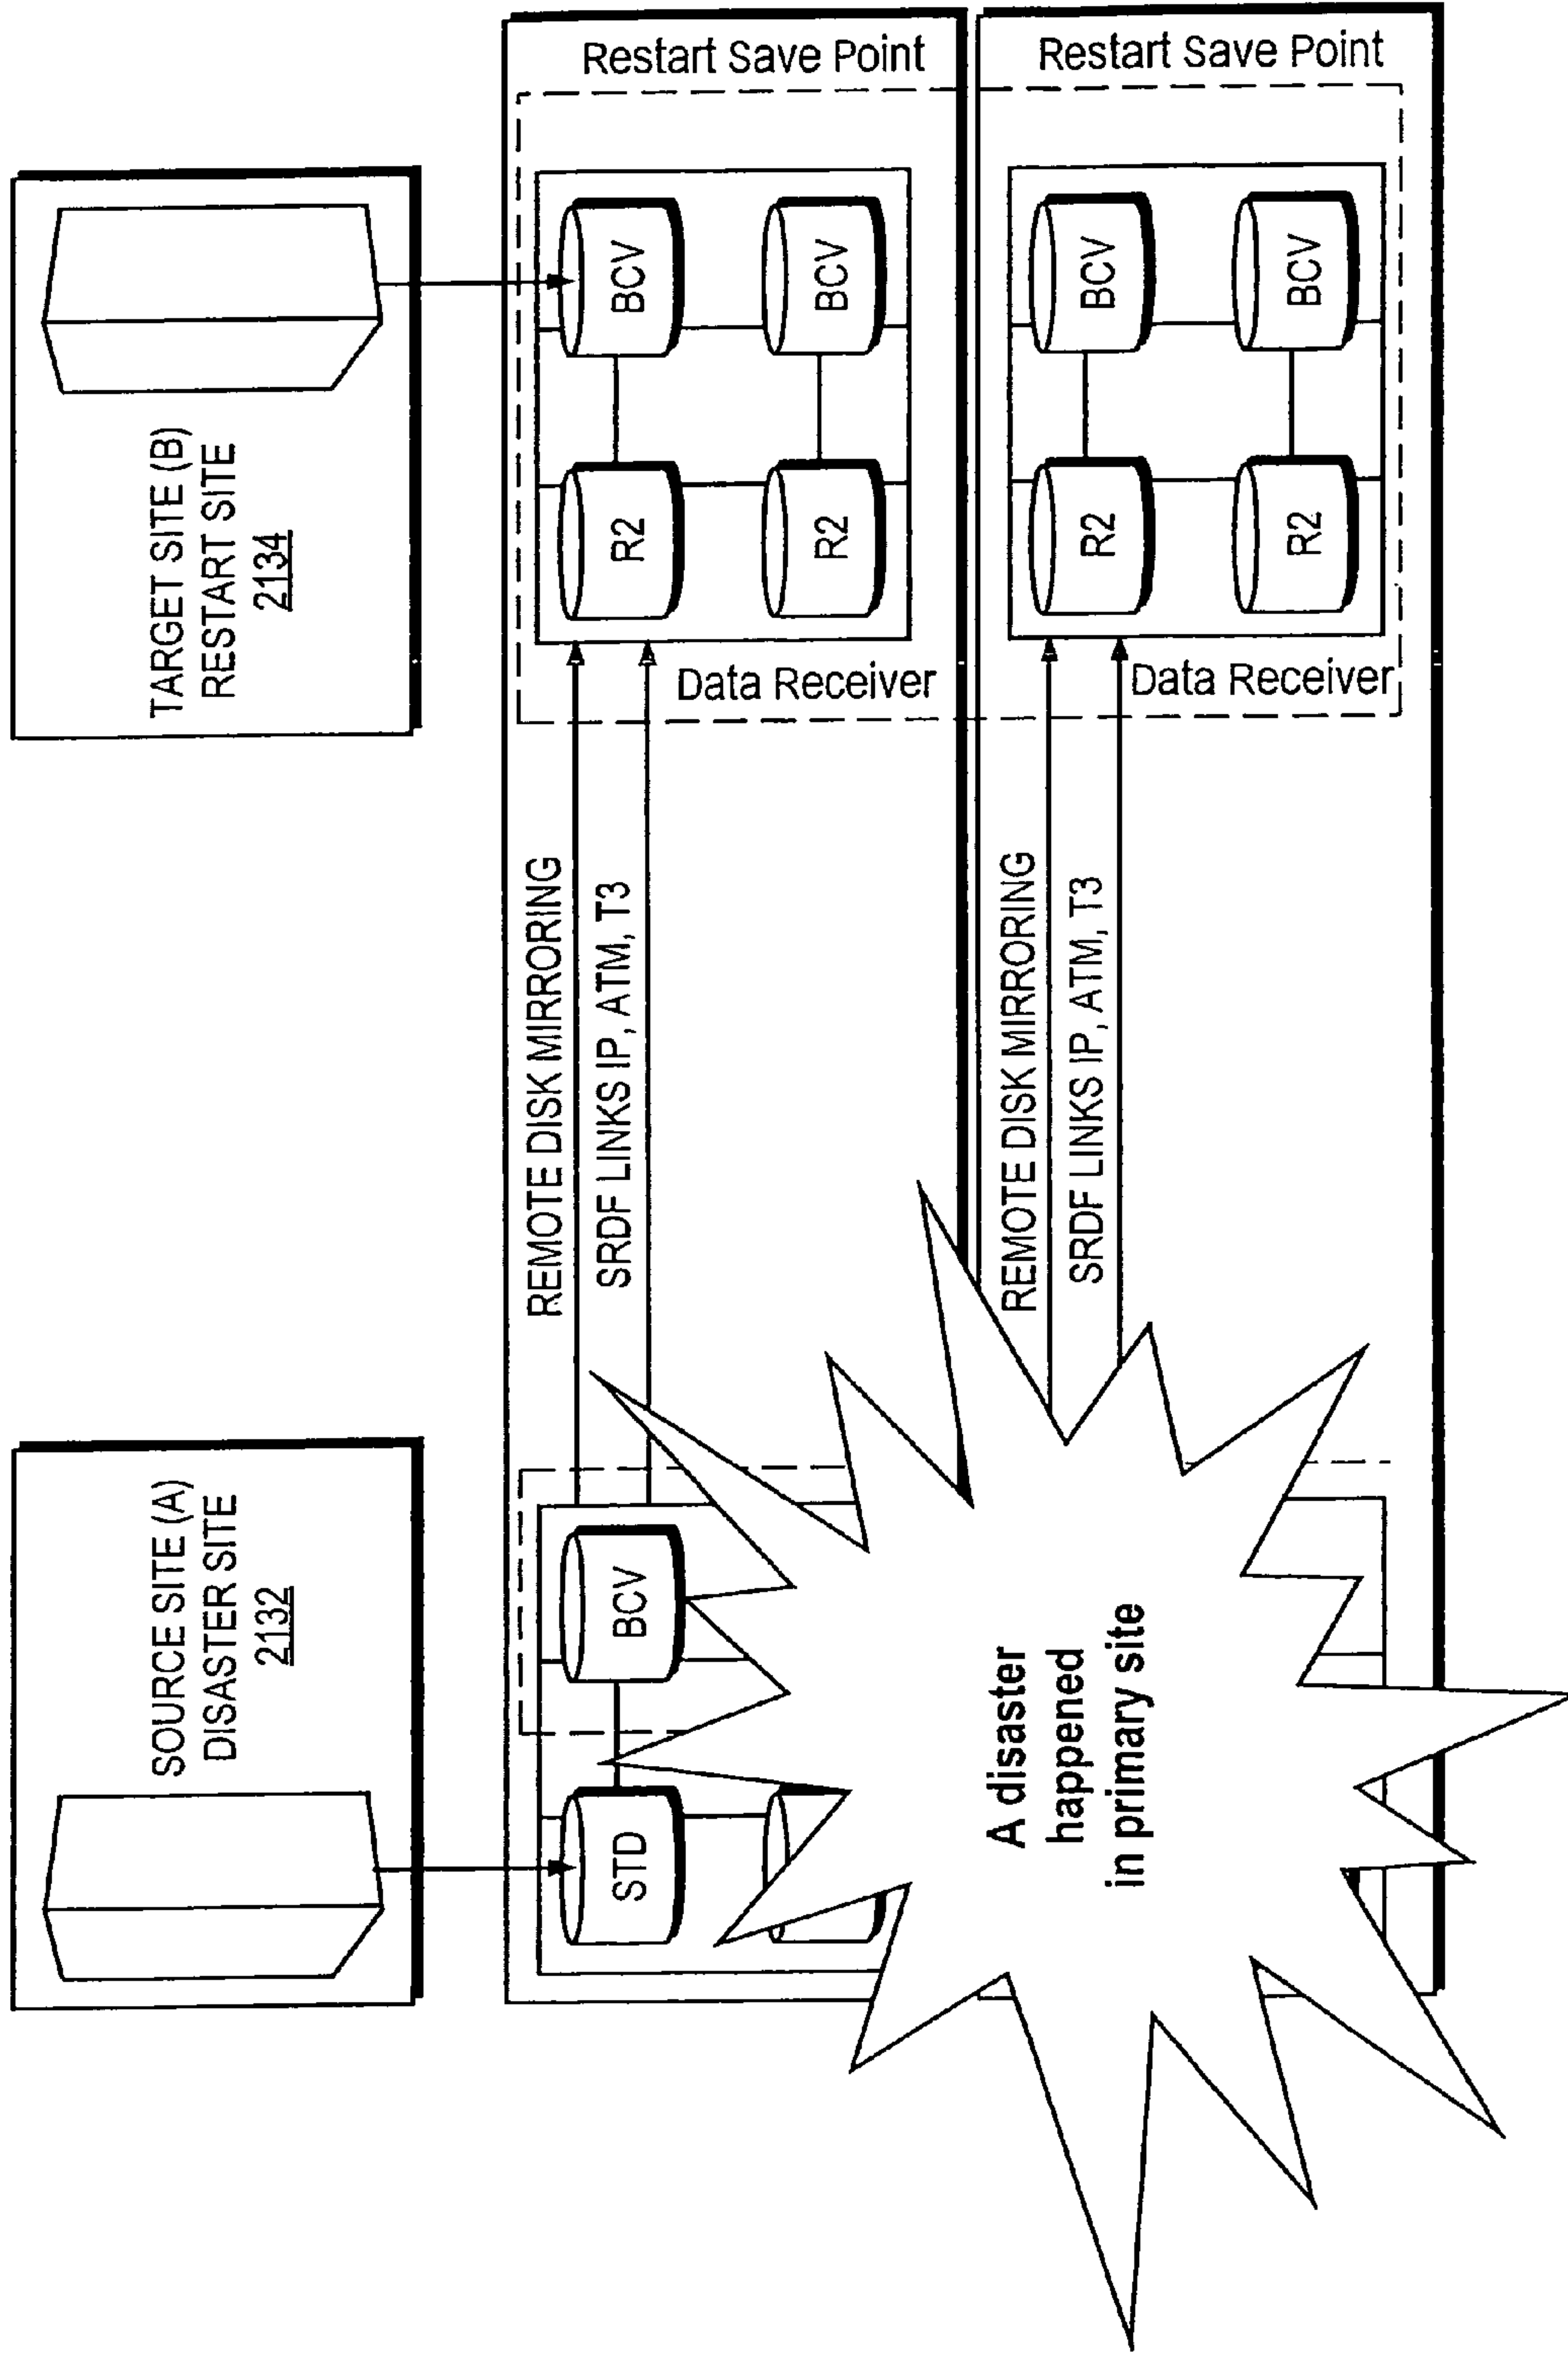 SOURCE SITE (A)
DISASTER SITE
2132
TARGET SITE (B)
RESTART SITE
2134
REMOTE DISK MIRRORING
SRDF LINKS IP, ATM, T3
STD
BCV
R2
BCV
R2
BCV
Data Receiver
Restart Save Point
REMOTE DISK MIRRORING
SRDF LINKS IP, ATM, T3
R2
BCV
R2
BCV
Data Receiver
Restart Save Point
A disaster
happened
in primary site